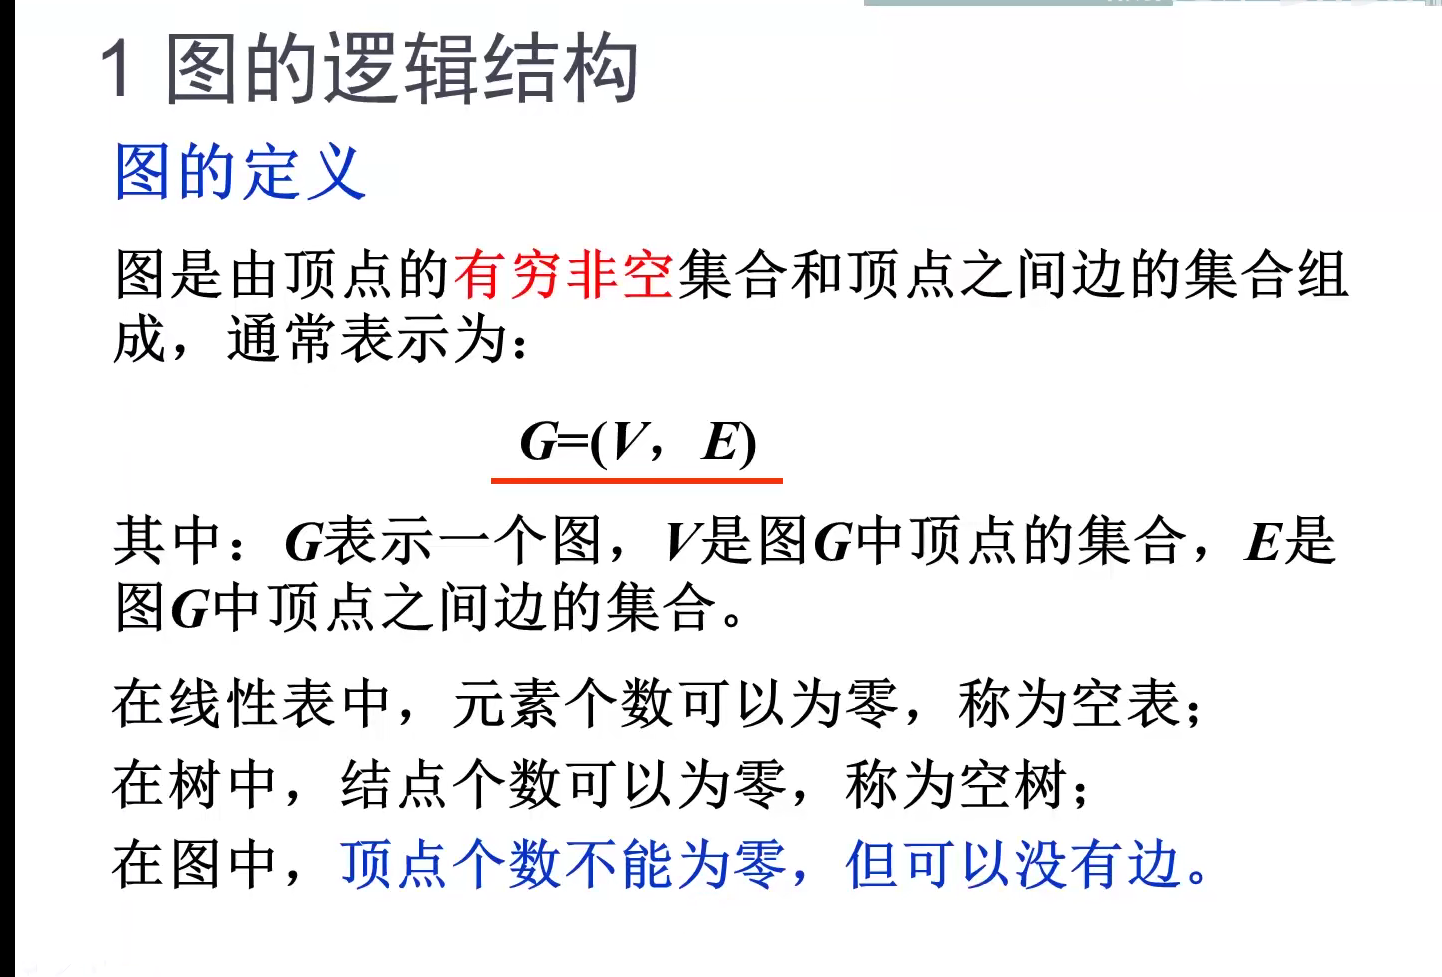 1 图的逻辑结构
图的定义
图是由顶点的有穷非空集合和顶点之间边的集合组
成，通常表示为：
G=(V，E)
其中：G表示一个图，V是图G中顶点的集合，E是
图G中顶点之间边的集合。
在线性表中，元素个数可以为零，称为空表；
在树中，结点个数可以为零，称为空树；
在图中，顶点个数不能为零，但可以没有边。